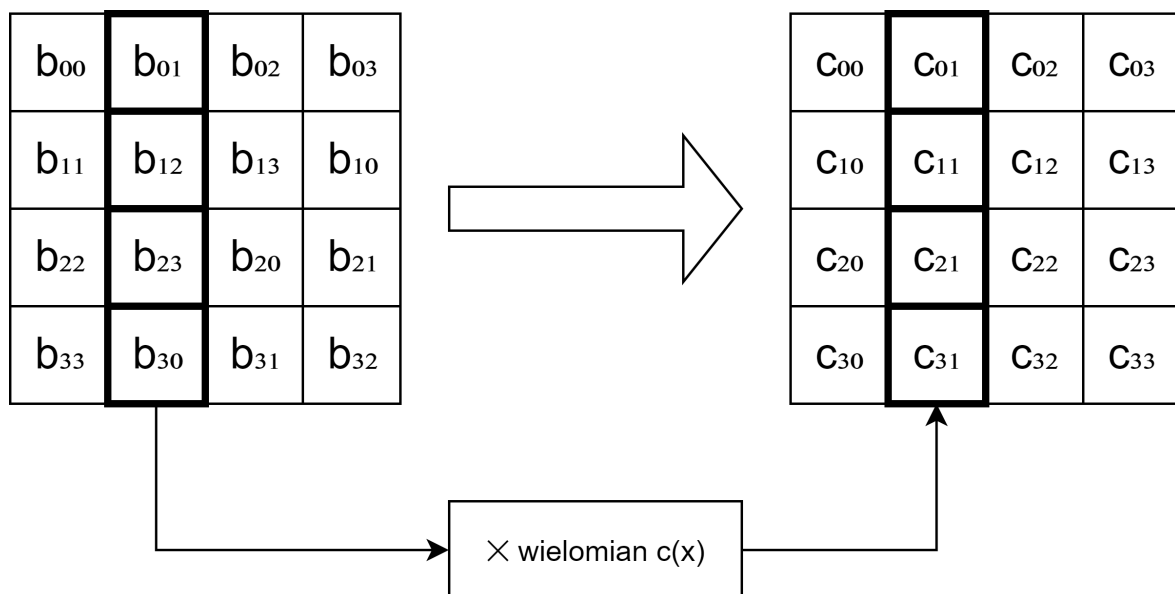 b₀₀ b₀₁ b₀₂ b₀₃ c₀₀ c₀₁ c₀₂ c₀₃
b₁₁ b₁₂ b₁₃ b₁₀ c₁₀ c₁₁ c₁₂ c₁₃
b₂₂ b₂₃ b₂₀ b₂₁ c₂₀ c₂₁ c₂₂ c₂₃
b₃₃ b₃₀ b₃₁ b₃₂ c₃₀ c₃₁ c₃₂ c₃₃
× wielomian c(x)